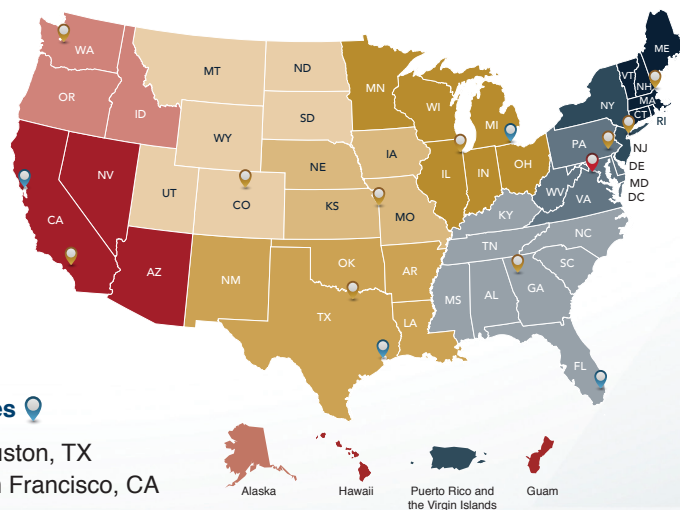 WA
OR
ID
MT
WY
ND
SD
NE
KS
UT
CO
NV
CA
AZ
NM
OK
TX
AR
LA
MN
IA
MO
WI
MI
IL
IN
OH
KY
TN
MS
AL
GA
NC
SC
FL
PA
WV
VA
NY
VT
NH
ME
MA
CT
RI
NJ
DE
MD
DC
Houston, TX
San Francisco, CA
Alaska
Hawaii
Puerto Rico and
the Virgin Islands
Guam